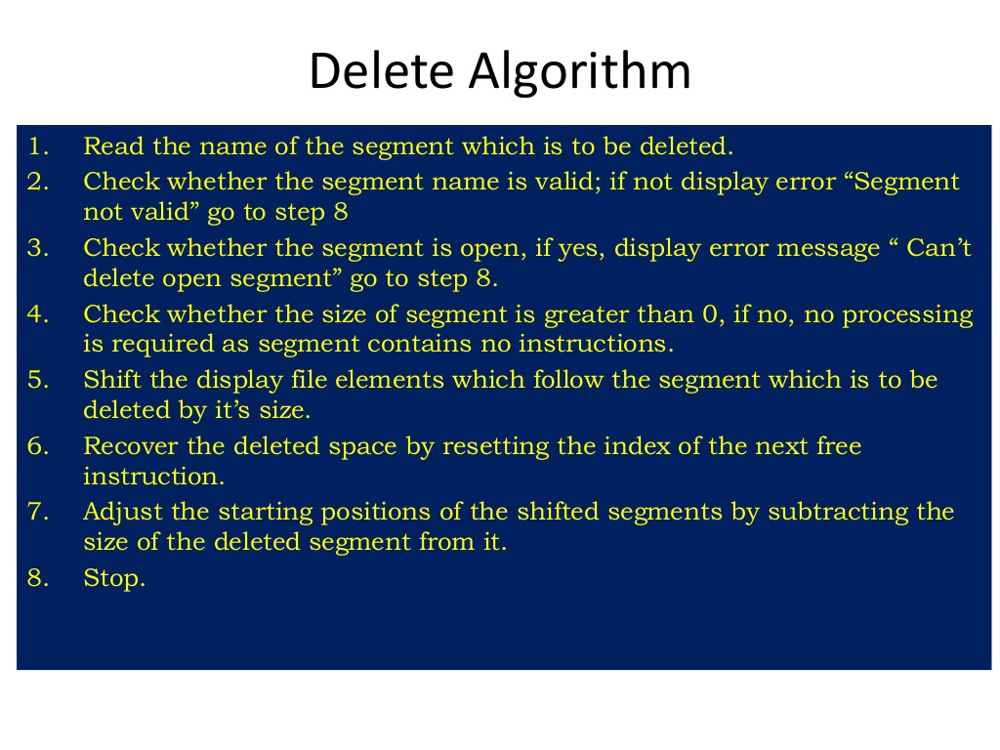 Delete Algorithm
1. Read the name of the segment which is to be deleted.
2. Check whether the segment name is valid; if not display error “Segment
not valid” go to step 8
3. Check whether the segment is open, if yes, display error message “ Can’t
delete open segment” go to step 8.
4. Check whether the size of segment is greater than 0, if no, no processing
is required as segment contains no instructions.
5. Shift the display file elements which follow the segment which is to be
deleted by it’s size.
6. Recover the deleted space by resetting the index of the next free
instruction.
7. Adjust the starting positions of the shifted segments by subtracting the
size of the deleted segment from it.
8. Stop.